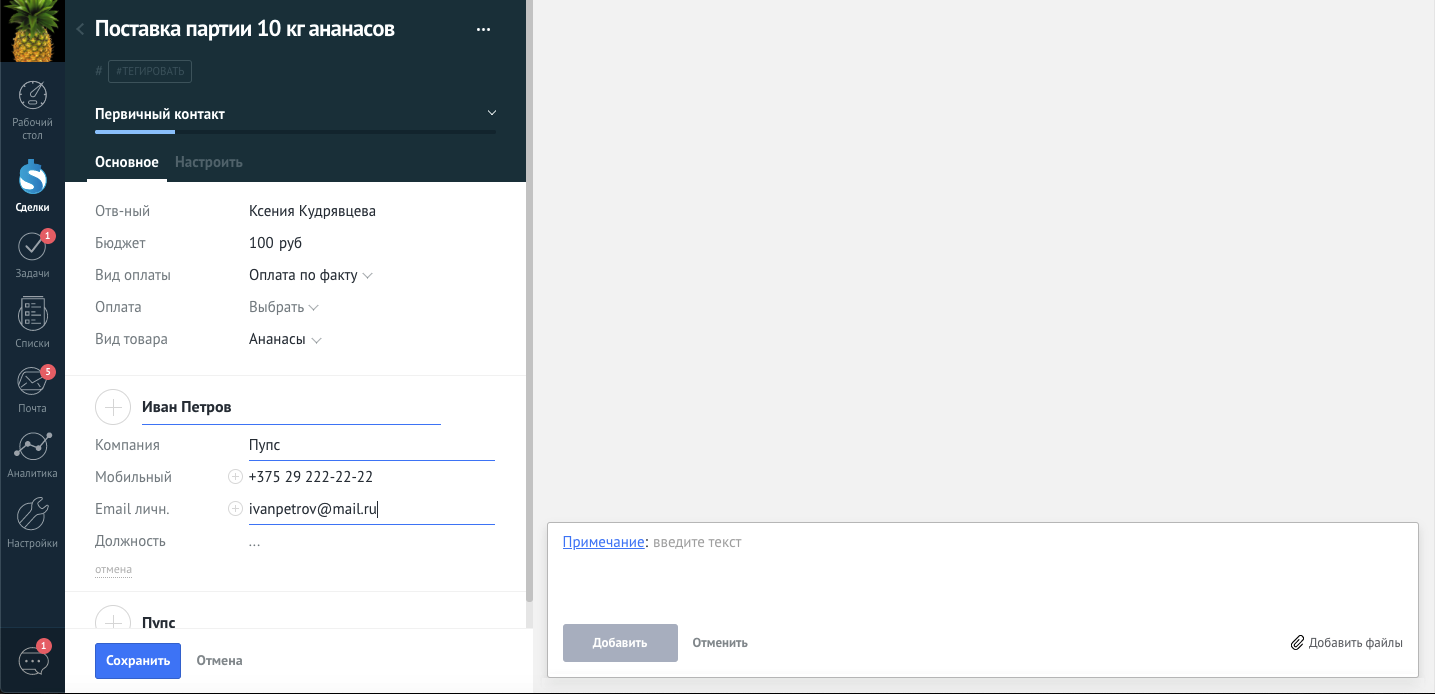 Поставка партии 10 кг ананасов
# #ТЕГИРОВАТЬ
Первичный контакт
Основное Настроить
Рабочий
стол
Сделки
1
Задачи
Списки
5
Почта
Аналитика
Настройки
1
Отв-ный Ксения Кудрявцева
Бюджет 100 руб
Вид оплаты Оплата по факту
Оплата Выбрать
Вид товара Ананасы
Иван Петров
Компания Пупс
Мобильный +375 29 222-22-22
Email личн. ivanpetrov@mail.ru
Должность ...
отмена
Пупс
Сохранить Отмена
Примечание: введите текст
Добавить Отменить Добавить файлы